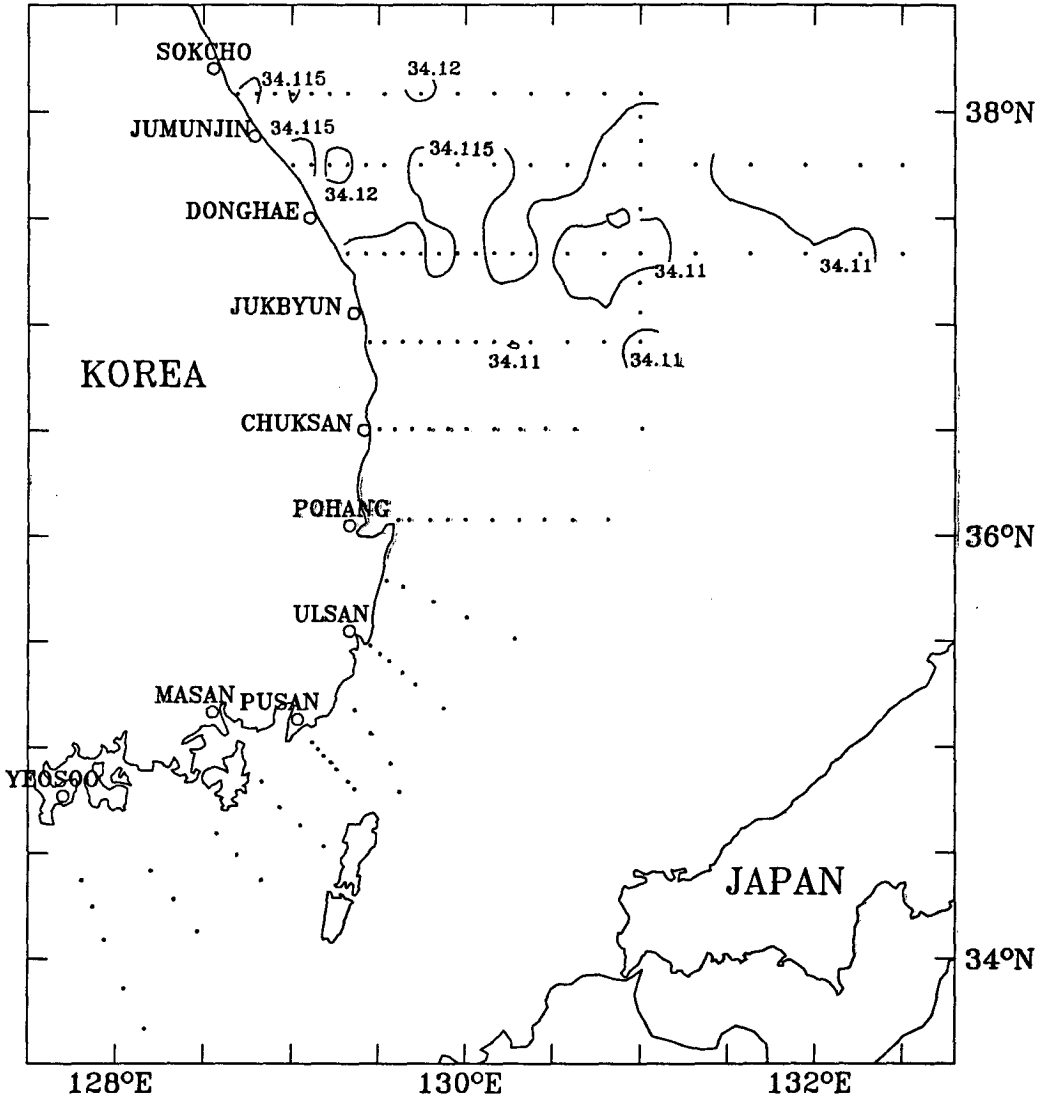 SOKCHO
34.115
34.12
38°N
JUMUNJIN
34.115
34.115
34.12
DONGHAE
34.11
34.11
JUKBYUN
34.11
34.11
KOREA
CHUKSAN
POHANG
36°N
ULSAN
MASAN
PUSAN
YEOSOO
JAPAN
34°N
128°E
130°E
132°E